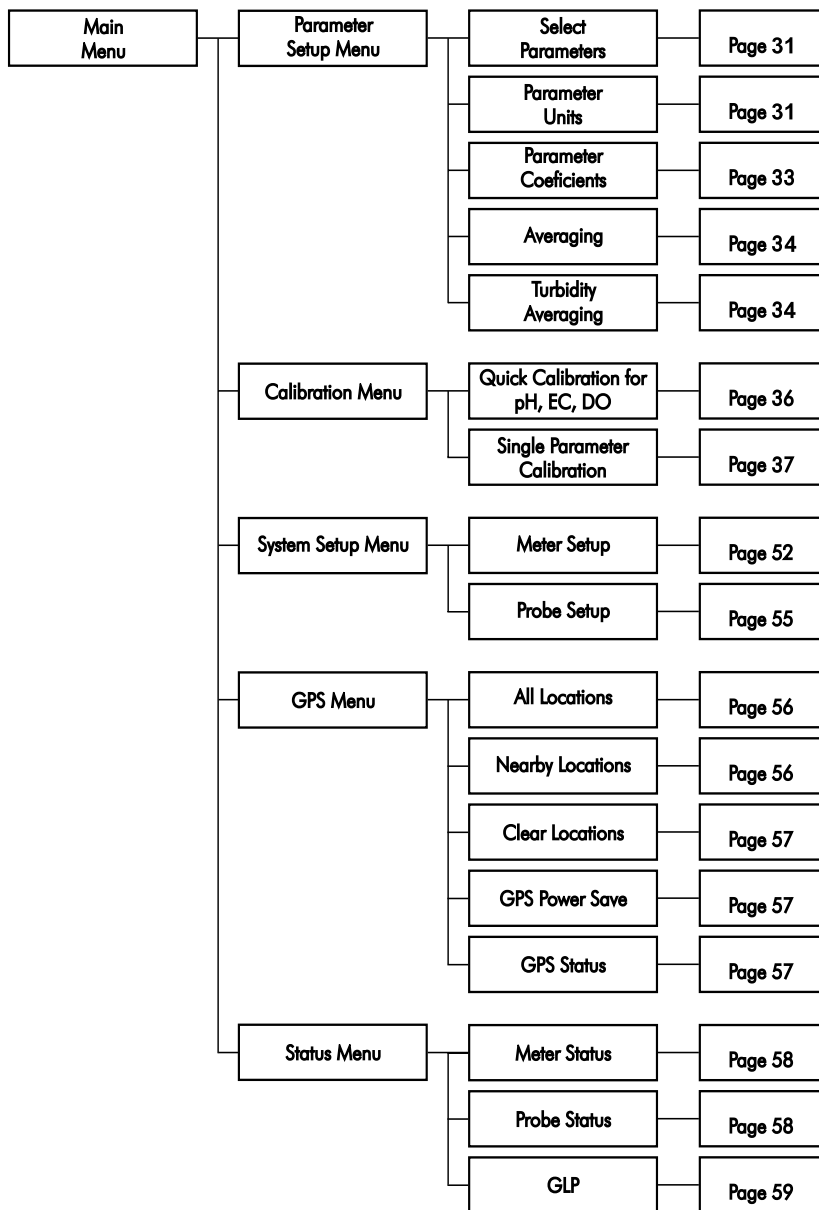 Main
Menu
Parameter
Setup Menu
Select
Parameters
Page 31
Parameter
Units
Page 31
Parameter
Coeficients
Page 33
Averaging
Page 34
Turbidity
Averaging
Page 34
Calibration Menu
Quick Calibration for
pH, EC, DO
Page 36
Single Parameter
Calibration
Page 37
System Setup Menu
Meter Setup
Page 52
Probe Setup
Page 55
GPS Menu
All Locations
Page 56
Nearby Locations
Page 56
Clear Locations
Page 57
GPS Power Save
Page 57
GPS Status
Page 57
Status Menu
Meter Status
Page 58
Probe Status
Page 58
GLP
Page 59